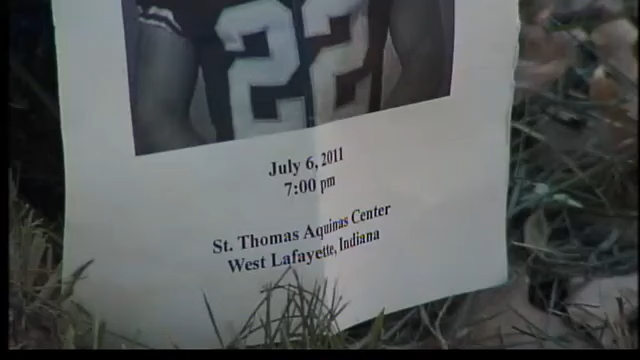 22
July 6, 2011
7:00 pm
St. Thomas Aquinas Center
West Lafayette, Indiana